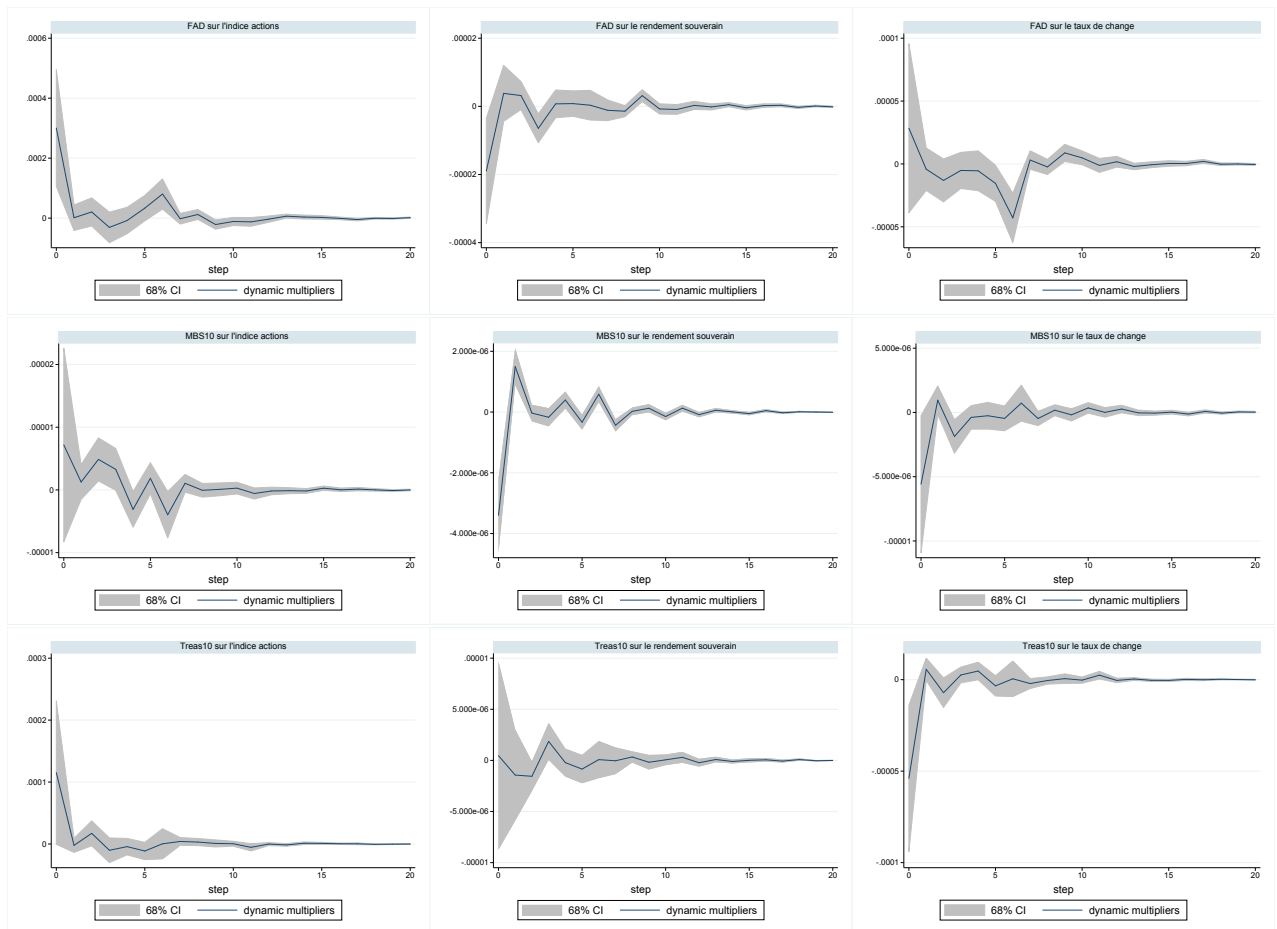 FAD sur l'indice actions
.0006
.0004
.0002
0
0 5 10 15 20
step
68% CI dynamic multipliers
FAD sur le rendement souverain
.00002
0
-.00002
-.00004
0 5 10 15 20
step
68% CI dynamic multipliers
FAD sur le taux de change
.0001
.00005
0
-.00005
0 5 10 15 20
step
68% CI dynamic multipliers
MBS10 sur l'indice actions
.00002
.00001
0
-.00001
0 5 10 15 20
step
68% CI dynamic multipliers
MBS10 sur le rendement souverain
2.000e-06
0
-2.000e-06
-4.000e-06
0 5 10 15 20
step
68% CI dynamic multipliers
MBS10 sur le taux de change
5.000e-06
0
-5.000e-06
-.00001
0 5 10 15 20
step
68% CI dynamic multipliers
Treas10 sur l'indice actions
.0003
.0002
.0001
0
0 5 10 15 20
step
68% CI dynamic multipliers
Treas10 sur le rendement souverain
.00001
5.000e-06
0
-5.000e-06
-.00001
0 5 10 15 20
step
68% CI dynamic multipliers
Treas10 sur le taux de change
0
-.00005
-.0001
0 5 10 15 20
step
68% CI dynamic multipliers